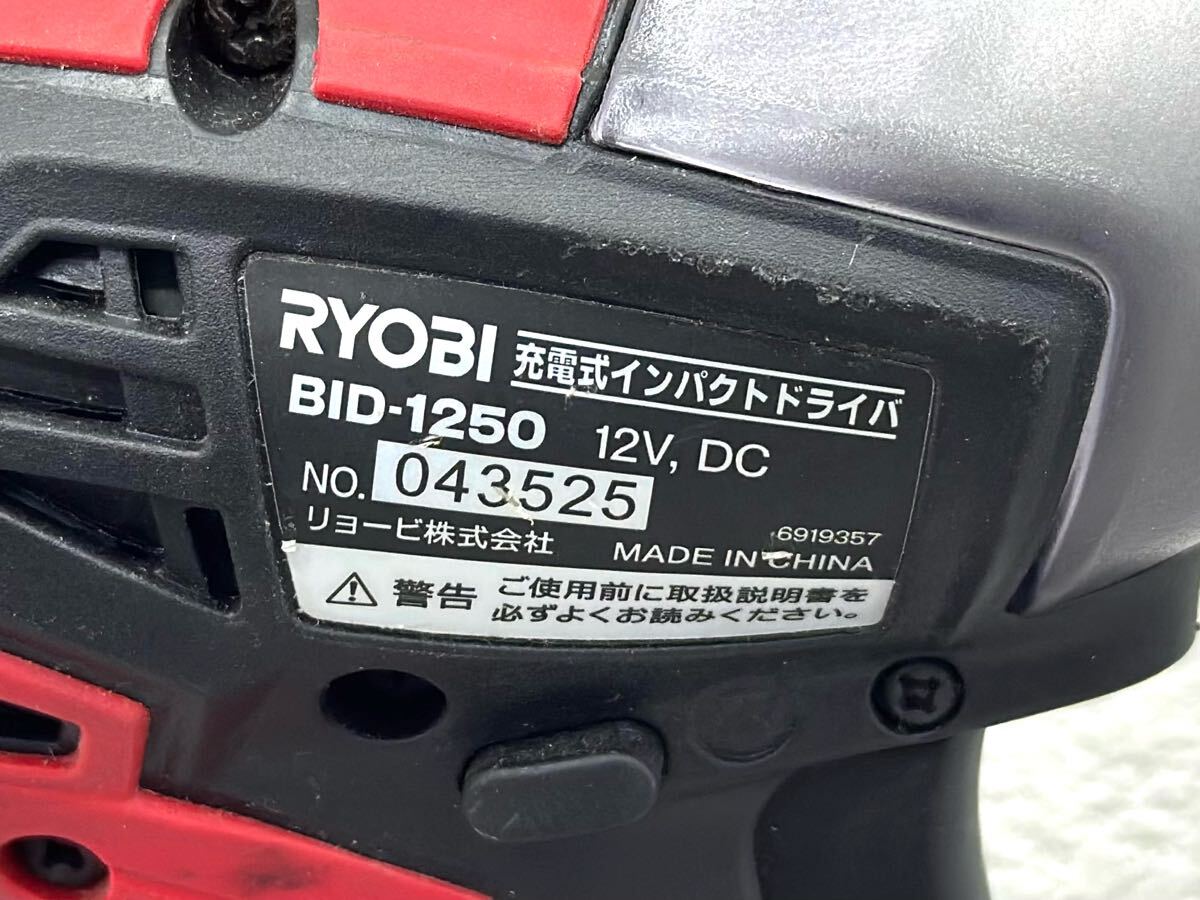 RYOBI 充電式インパクトドライバ
BID-1250 12V, DC
NO. 043525
リョービ株式会社
6919357
MADE IN CHINA
警告 ご使用前に取扱説明書を
必ずよくお読みください。